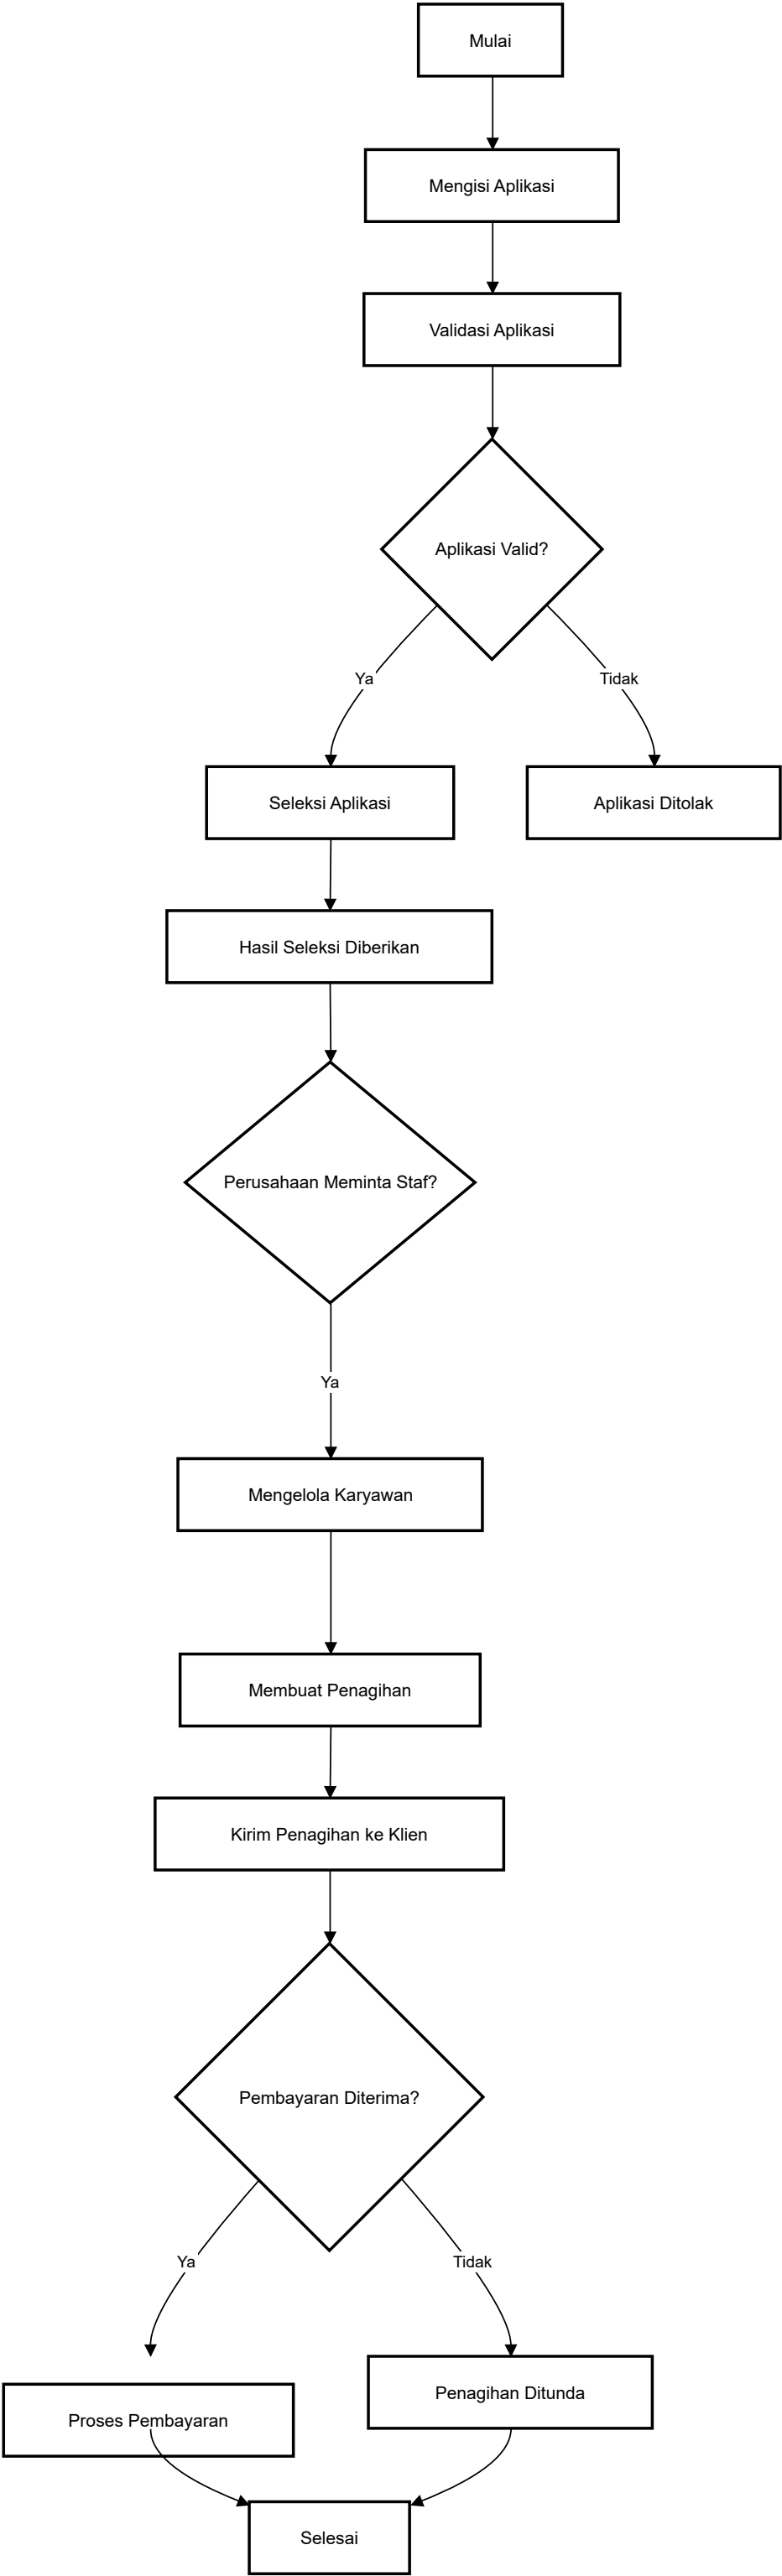 Mulai
Mengisi Aplikasi
Validasi Aplikasi
Aplikasi Valid?
Ya
Tidak
Seleksi Aplikasi
Aplikasi Ditolak
Hasil Seleksi Diberikan
Perusahaan Meminta Staf?
Ya
Mengelola Karyawan
Membuat Penagihan
Kirim Penagihan ke Klien
Pembayaran Diterima?
Ya
Tidak
Penagihan Ditunda
Proses Pembayaran
Selesai